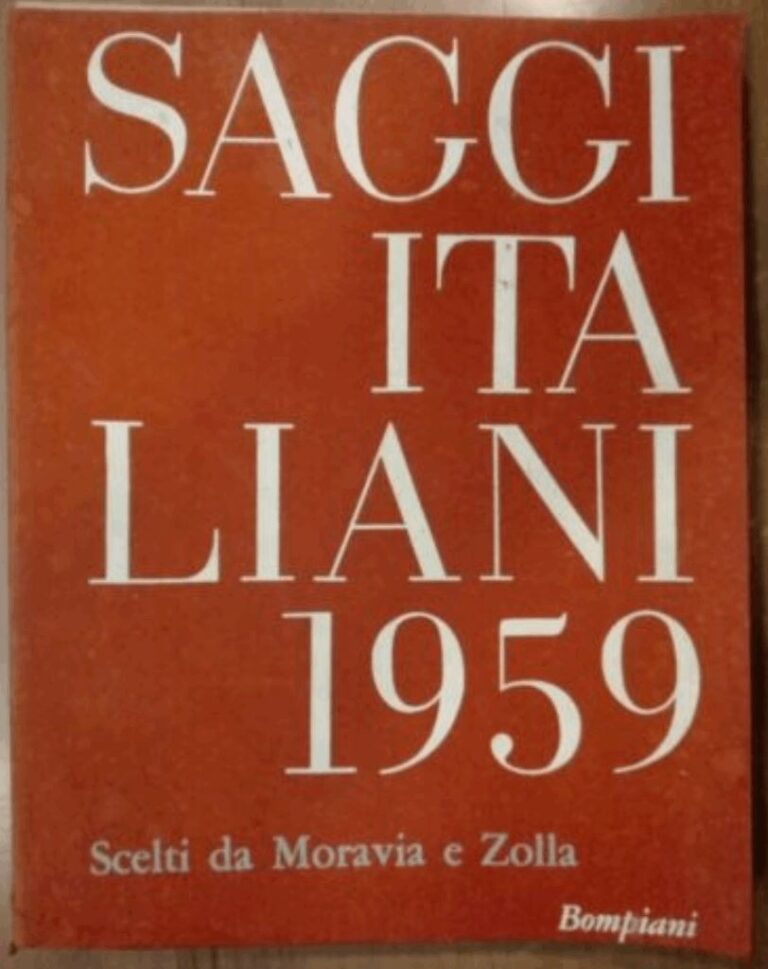 SAGGI
ITA
LIANI
1959
Scelti da Moravia e Zolla
Bompiani